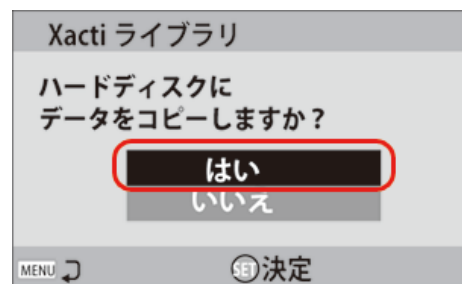 Xacti ライブラリ
ハードディスクに
データをコピーしますか？
はい
いいえ
MENU SET決定